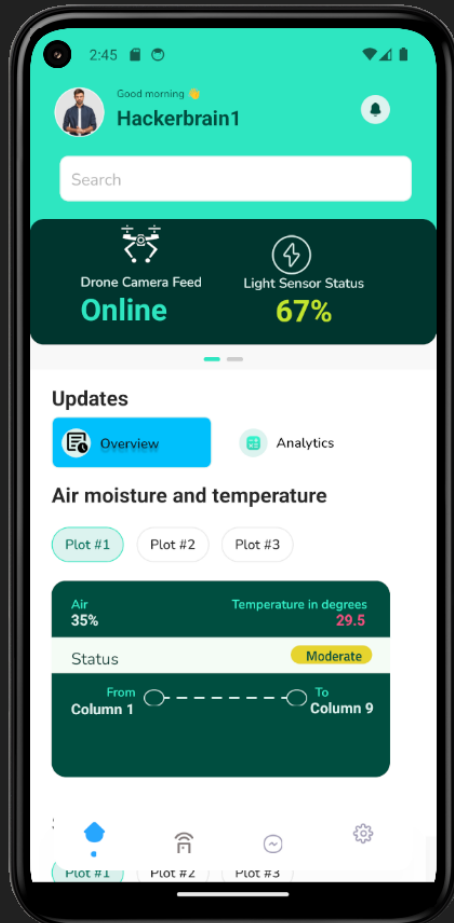 2:45
Good morning 👋
Hackerbrain1
Search
Drone Camera Feed
Online
Light Sensor Status
67%
Updates
Overview
Analytics
Air moisture and temperature
Plot #1
Plot #2
Plot #3
Air
35%
Temperature in degrees
29.5
Status
Moderate
From
Column 1
To
Column 9
Plot #1
Plot #2
Plot #3